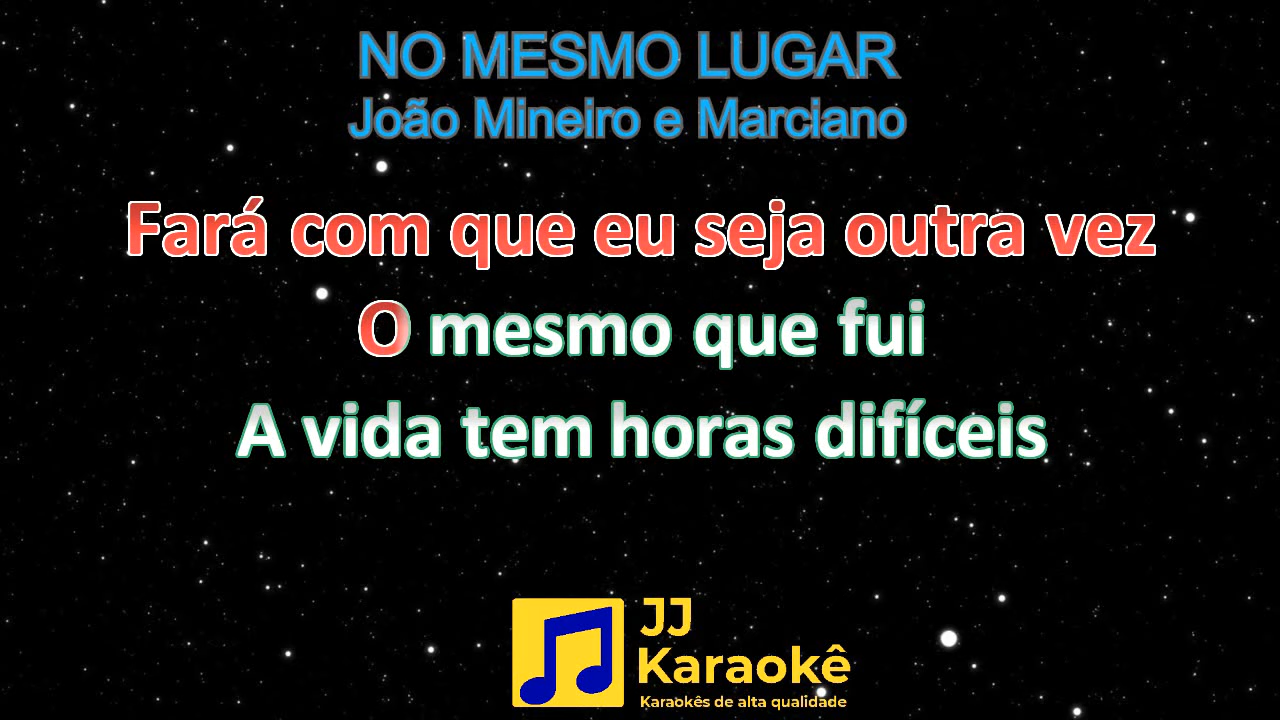 NO MESMO LUGAR
João Mineiro e Marciano
Fará com que eu seja outra vez
O mesmo que fui
A vida tem horas difíceis
JJ
Karaokê
Karaokês de alta qualidade